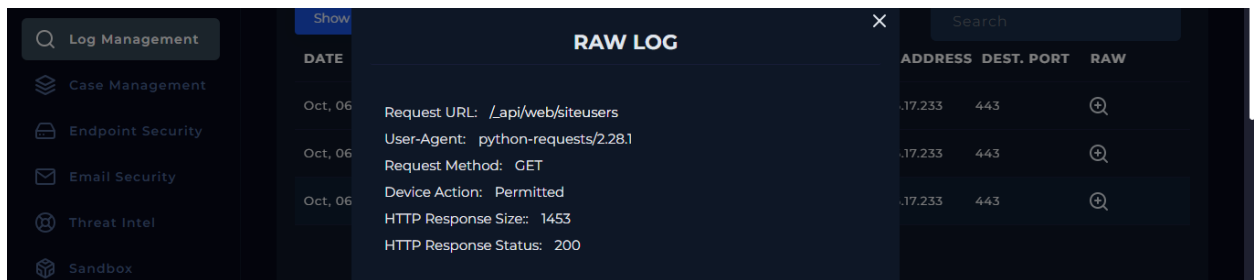 Show
Search
Log Management
RAW LOG
DATE
ADDRESS DEST. PORT RAW
Case Management
Oct, 06
.17.233 443
Request URL: /_api/web/siteusers
Endpoint Security
User-Agent: python-requests/2.28.1
Oct, 06
.17.233 443
Request Method: GET
Email Security
Device Action: Permitted
Oct, 06
.17.233 443
HTTP Response Size:: 1453
Threat Intel
HTTP Response Status: 200
Sandbox